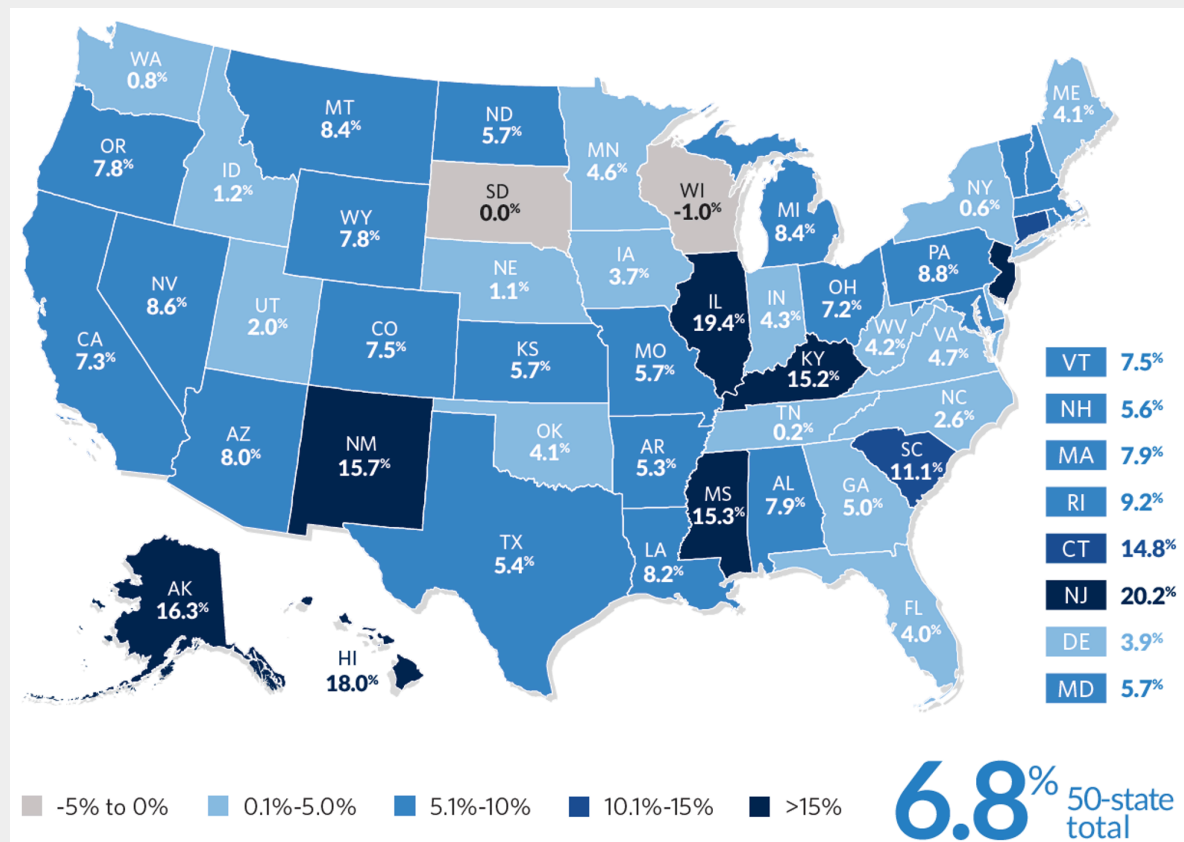 WA
0.8%
MT
8.4%
ND
5.7%
MN
4.6%
ME
4.1%
OR
7.8%
ID
1.2%
SD
0.0%
WI
-1.0%
NY
0.6%
WY
7.8%
MI
8.4%
NV
8.6%
UT
2.0%
NE
1.1%
IA
3.7%
PA
8.8%
CA
7.3%
CO
7.5%
KS
5.7%
MO
5.7%
IL
19.4%
IN
4.3%
OH
7.2%
WV
4.2%
VA
4.7%
KY
15.2%
TN
0.2%
NC
2.6%
AZ
8.0%
NM
15.7%
OK
4.1%
AR
5.3%
MS
15.3%
AL
7.9%
GA
5.0%
SC
11.1%
TX
5.4%
LA
8.2%
FL
4.0%
AK
16.3%
HI
18.0%
VT 7.5%
NH 5.6%
MA 7.9%
RI 9.2%
CT 14.8%
NJ 20.2%
DE 3.9%
MD 5.7%
-5% to 0% 0.1%-5.0% 5.1%-10% 10.1%-15% >15%
6.8% 50-state
total